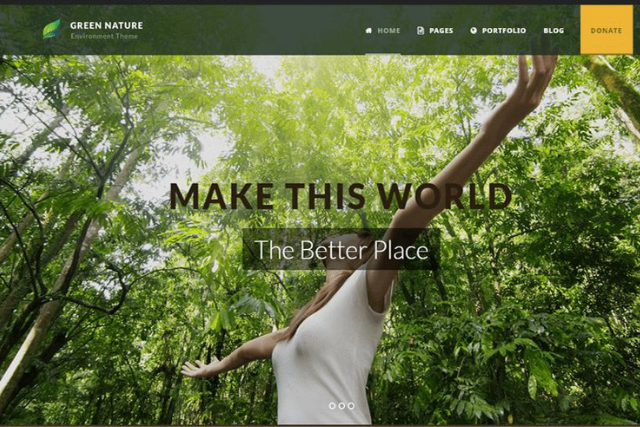 GREEN NATURE
Environment Theme
HOME PAGES PORTFOLIO BLOG DONATE
MAKE THIS WORLD
The Better Place